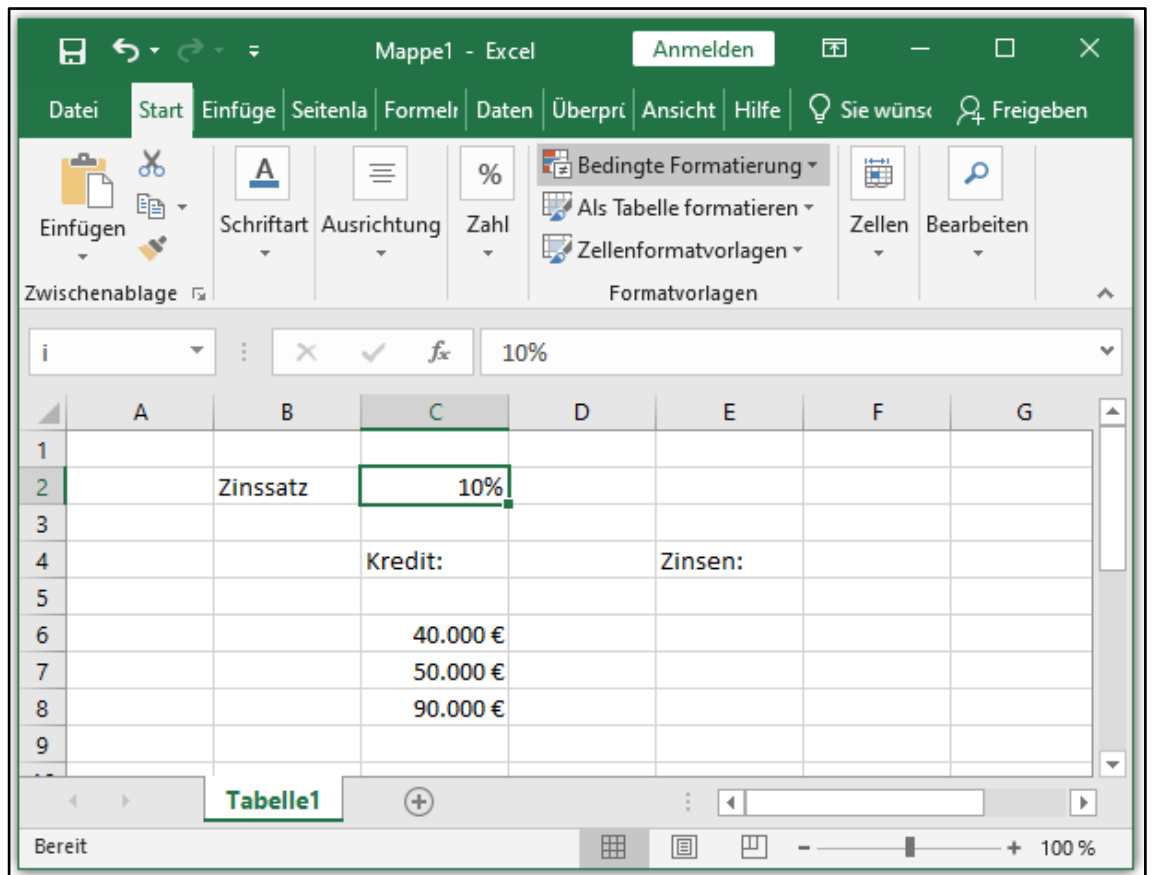 Mappe1 - Excel Anmelden
Datei Start Einfüge Seitenla Formelr Daten Überprü Ansicht Hilfe Sie wünsc Freigeben
A % Bedingte Formatierung
Als Tabelle formatieren
Einfügen Schriftart Ausrichtung Zahl Zellen Bearbeiten
Zellenformatvorlagen
Zwischenablage Formatvorlagen
i fx 10%
A B C D E F G
1
2 Zinssatz 10%
3
4 Kredit: Zinsen:
5
6 40.000 €
7 50.000 €
8 90.000 €
9
Tabelle1
Bereit 100 %